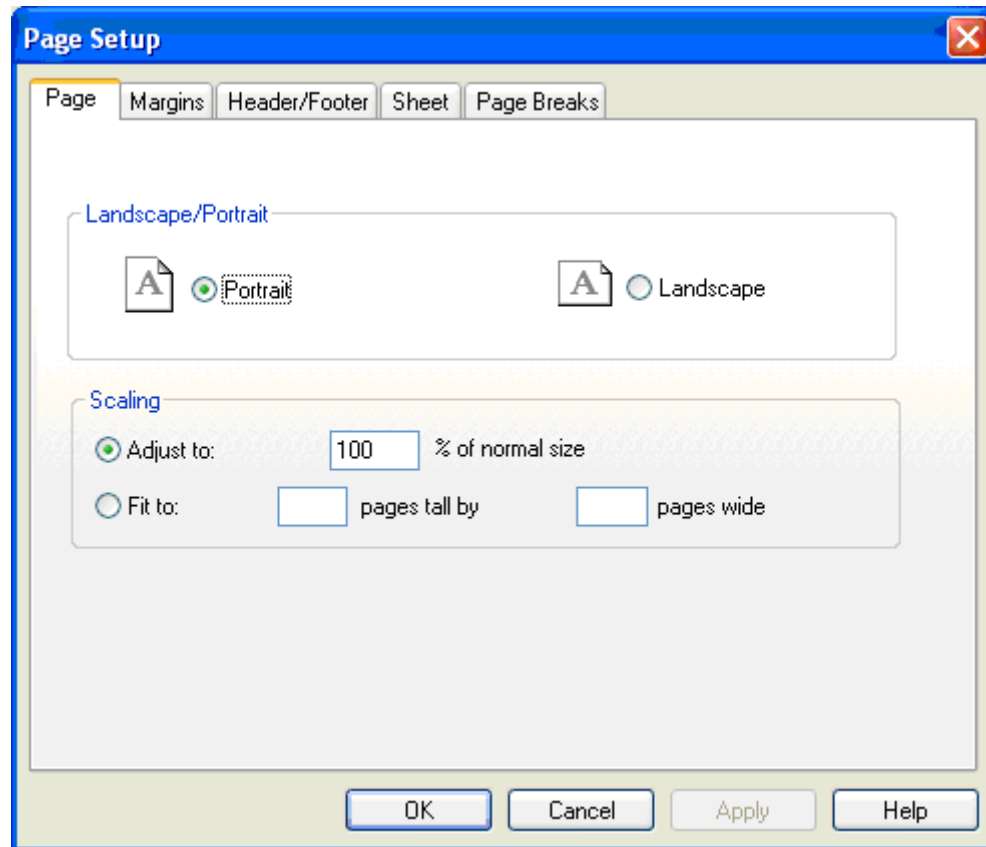 Page Setup
Page Margins Header/Footer Sheet Page Breaks
Landscape/Portrait
A Portrait A Landscape
Scaling
Adjust to: 100 % of normal size
Fit to: pages tall by pages wide
OK Cancel Apply Help